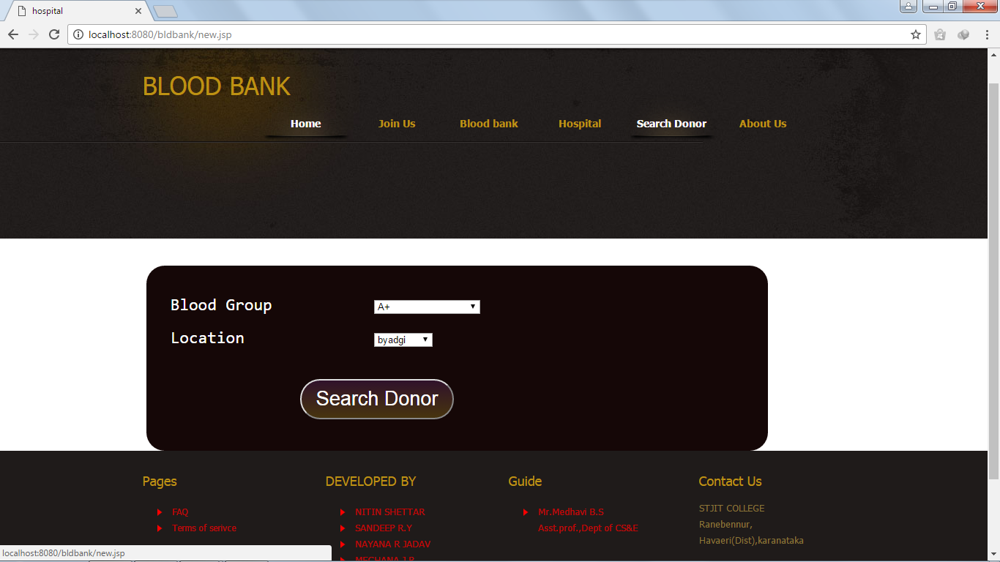 hospital
localhost:8080/bldbank/new.jsp
BLOOD BANK
Home Join Us Blood bank Hospital Search Donor About Us
Blood Group A+
Location byadgi
Search Donor
Pages DEVELOPED BY Guide Contact Us
FAQ NITIN SHETTAR Mr.Medhavi B.S STJIT COLLEGE
Terms of serivce SANDEEP R.Y Asst.prof.,Dept of CS&E Ranebennur,
NAYANA R JADAV Havaeri(Dist),karanataka
localhost:8080/bldbank/new.jsp